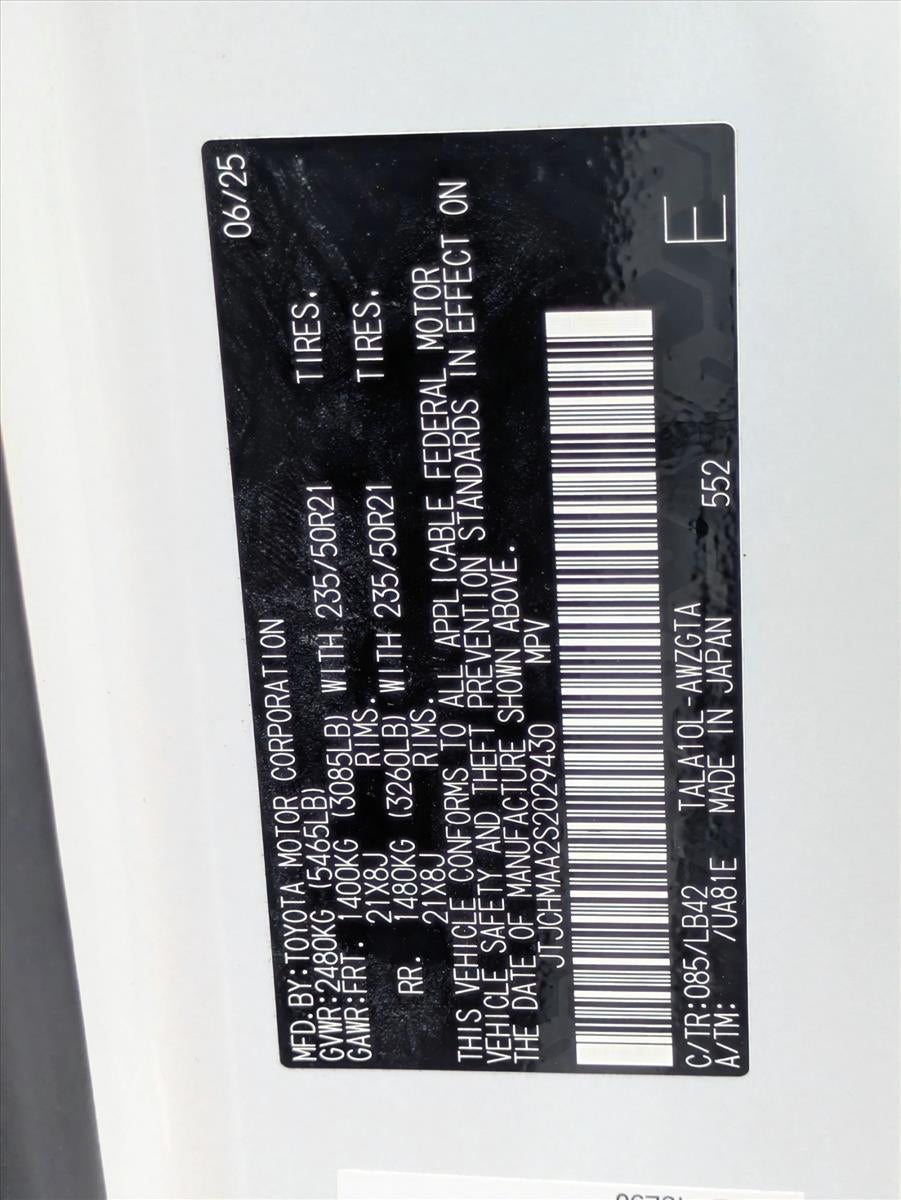 MFD.BY:TOYOTA MOTOR CORPORATION 06/25
GVWR:2480KG (5465LB)
GAWR:FRT. 1400KG (3085LB) WITH 235/50R21 TIRES,
21X8J RIMS.
RR. 1480KG (3260LB) WITH 235/50R21 TIRES,
21X8J RIMS.
THIS VEHICLE CONFORMS TO ALL APPLICABLE FEDERAL MOTOR
VEHICLE SAFETY AND THEFT PREVENTION STANDARDS IN EFFECT ON
THE DATE OF MANUFACTURE SHOWN ABOVE.
JTJCHMAA2S2029430 MPV
C/TR:085/LB42 TALA10L-AWZGTA
A/TM: /UA81E MADE IN JAPAN 552
E